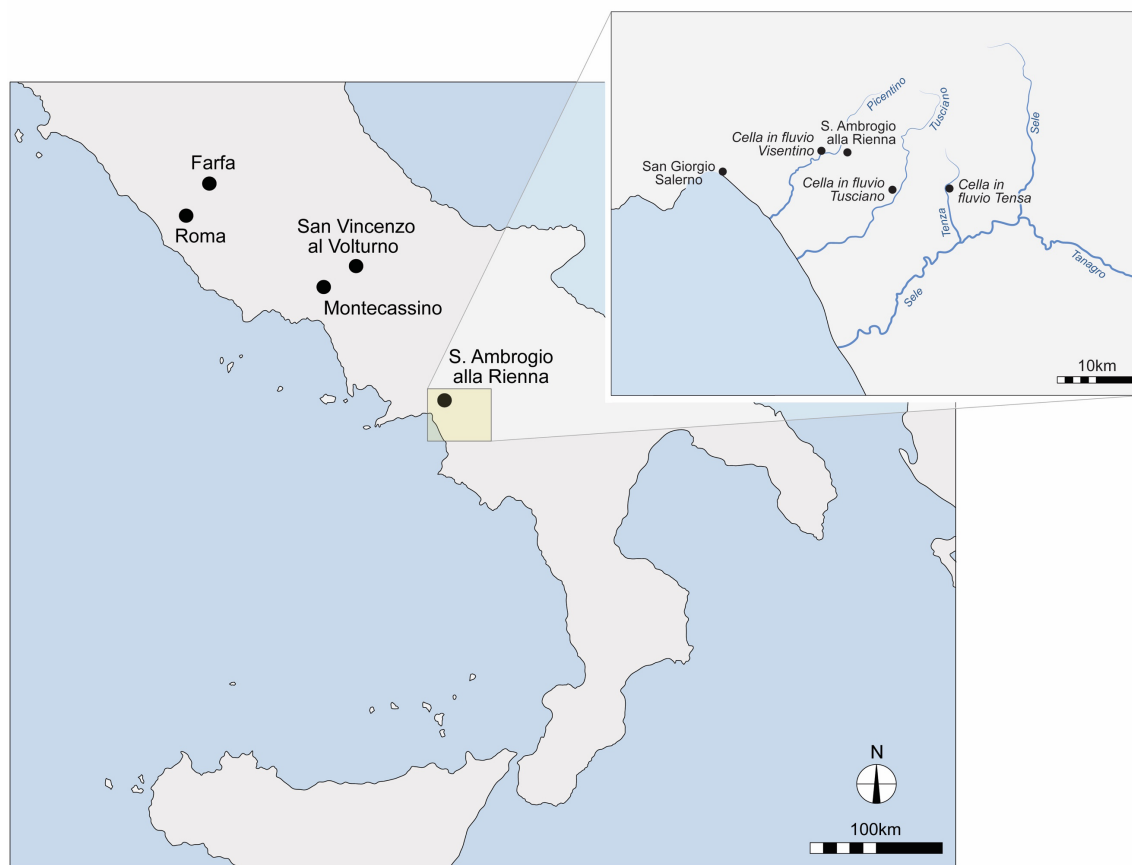 Farfa
Roma
San Vincenzo
al Volturno
Montecassino
S. Ambrogio
alla Rienna
N
100km
Picentino
Tusciano
Sele
Cella in fluvio
Visentino
S. Ambrogio
alla Rienna
San Giorgio
Salerno
Cella in fluvio
Tusciano
Cella in
fluvio Tensa
Tenza
Tanagro
Sele
10km